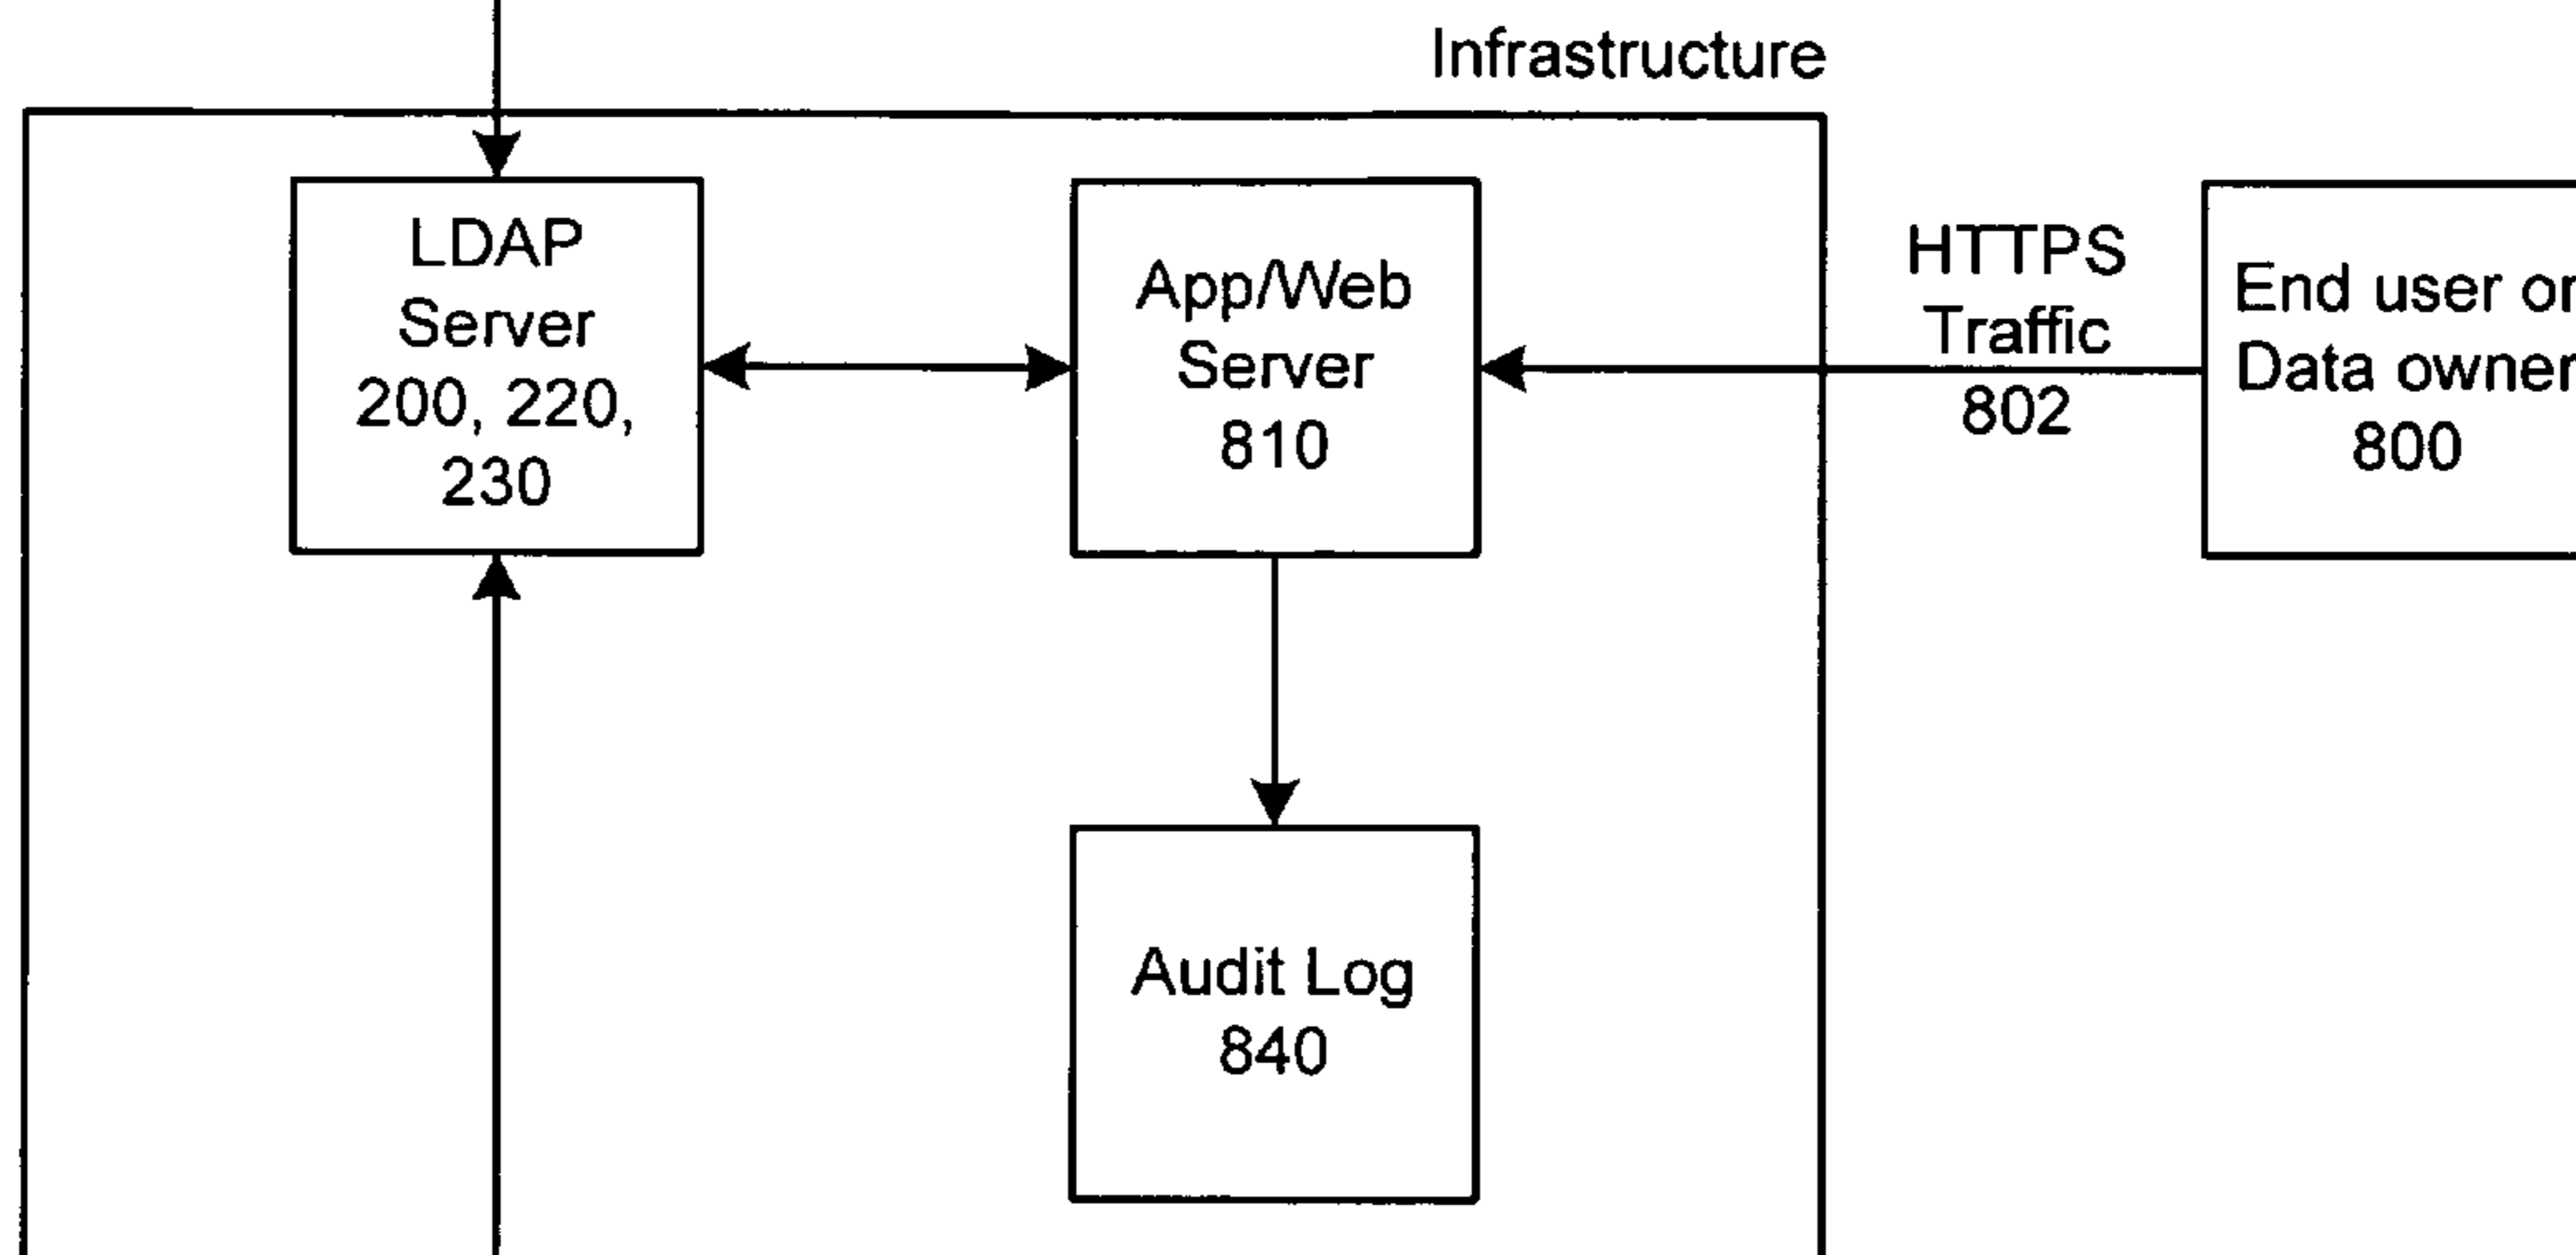 Infrastructure
LDAP
Server
200, 220,
230
App/Web
Server
810
HTTPS
Traffic
802
End user or
Data owner
800
Audit Log
840